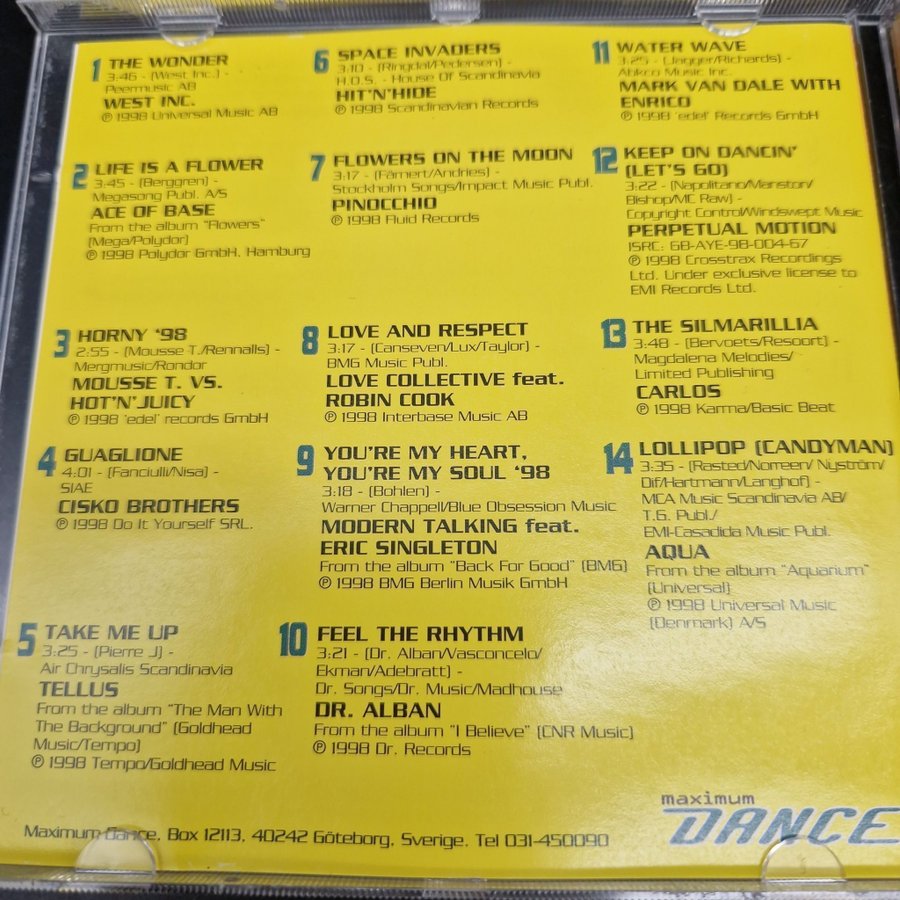 1 THE WONDER
3:46 - (West Inc.) -
Peermusic AB
WEST INC.
℗ 1998 Universal Music AB
2 LIFE IS A FLOWER
3:45 - (Berggren) -
Megasong Publ. A/S
ACE OF BASE
From the album "Flowers"
(Mega/Polydor)
℗ 1998 Polydor GmbH, Hamburg
3 HORNY '98
2:55 - (Mousse T./Rennalls) -
Mergmusic/Rondor
MOUSSE T. VS.
HOT'N'JUICY
℗ 1998 'edel' records GmbH
4 GUAGLIONE
4:01 - (Fanciulli/Nisa) -
SIAE
CISKO BROTHERS
℗ 1998 Do It Yourself SRL.
5 TAKE ME UP
3:25 - (Pierre J) -
Air Chrysalis Scandinavia
TELLUS
From the album "The Man With
The Background" (Goldhead
Music/Tempo)
℗ 1998 Tempo/Goldhead Music
6 SPACE INVADERS
3:10 - (Ringdal/Pedersen) -
H.O.S. - House Of Scandinavia
HIT'N'HIDE
℗ 1998 Scandinavian Records
7 FLOWERS ON THE MOON
3:17 - (Färnert/Andries) -
Stockholm Songs/Impact Music Publ.
PINOCCHIO
℗ 1998 Fluid Records
8 LOVE AND RESPECT
3:17 - (Canseven/Lux/Taylor) -
BMG Music Publ.
LOVE COLLECTIVE feat.
ROBIN COOK
℗ 1998 Interbase Music AB
9 YOU'RE MY HEART,
YOU'RE MY SOUL '98
3:18 - (Bohlen) -
Warner Chappell/Blue Obsession Music
MODERN TALKING feat.
ERIC SINGLETON
From the album "Back For Good" (BMG)
℗ 1998 BMG Berlin Musik GmbH
10 FEEL THE RHYTHM
3:21 - (Dr. Alban/Vasconcelo/
Ekman/Adebratt) -
Dr. Songs/Dr. Music/Madhouse
DR. ALBAN
From the album "I Believe" (CNR Music)
℗ 1998 Dr. Records
11 WATER WAVE
3:25 - (Jagger/Richards) -
Abkco Music Inc.
MARK VAN DALE WITH
ENRICO
℗ 1998 'edel' Records GmbH
12 KEEP ON DANCIN'
(LET'S GO)
3:22 - (Napolitano/Manston/
Bishop/MC Raw) -
Copyright Control/Windswept Music
PERPETUAL MOTION
ISRC: GB-AYE-98-004-67
℗ 1998 Crosstrax Recordings
Ltd. Under exclusive license to
EMI Records Ltd.
13 THE SILMARILLIA
3:48 - (Bervoets/Resoort) -
Magdalena Melodies/
Limited Publishing
CARLOS
℗ 1998 Karma/Basic Beat
14 LOLLIPOP (CANDYMAN)
3:35 - (Rasted/Norreen/ Nyström/
Dif/Hartmann/Langhof) -
MCA Music Scandinavia AB/
T.G. Publ./
EMI-Casadida Music Publ.
AQUA
From the album "Aquarium"
(Universal)
℗ 1998 Universal Music
(Denmark) A/S
maximum
DANCE
Maximum Dance, Box 12113, 40242 Göteborg, Sverige. Tel 031-450090